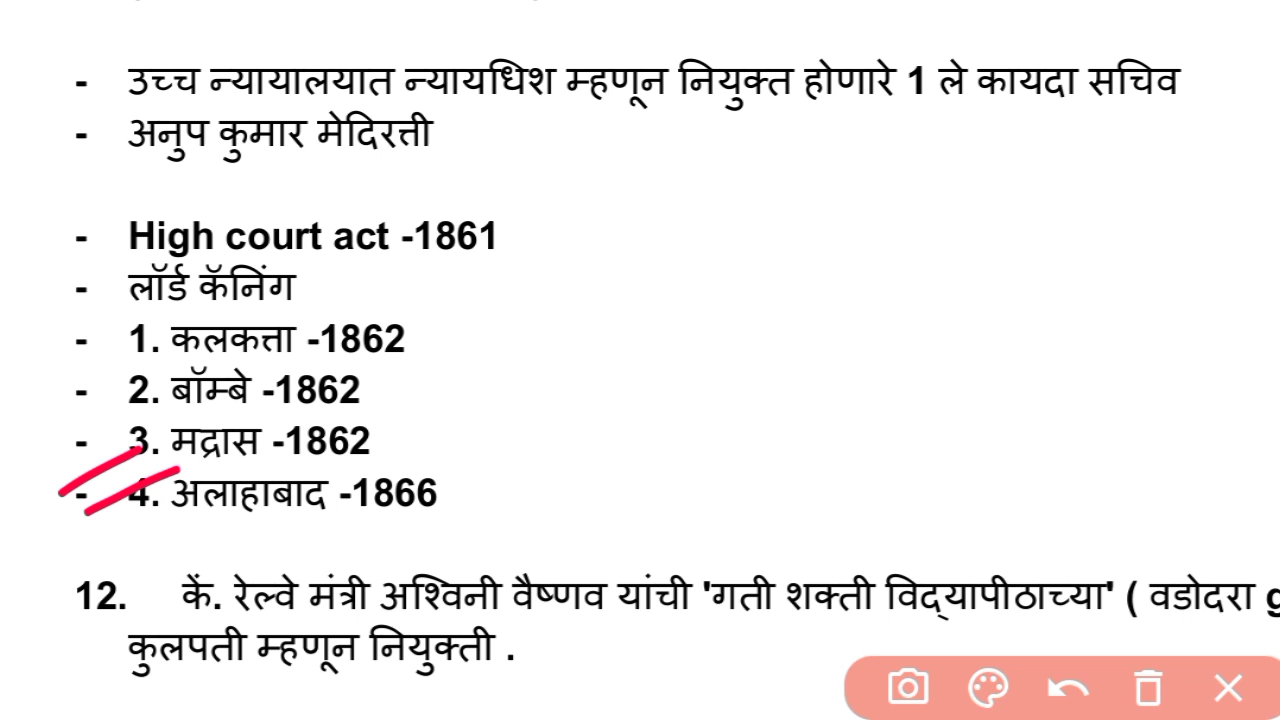 - उच्च न्यायालयात न्यायधिश म्हणून नियुक्त होणारे 1 ले कायदा सचिव
- अनुप कुमार मेदिरत्ती
- High court act -1861
- लॉर्ड कॅनिंग
- 1. कलकत्ता -1862
- 2. बॉम्बे -1862
- 3. मद्रास -1862
- 4. अलाहाबाद -1866
12. कें. रेल्वे मंत्री अश्विनी वैष्णव यांची 'गती शक्ती विद्यापीठाच्या' ( वडोदरा
कुलपती म्हणून नियुक्ती .